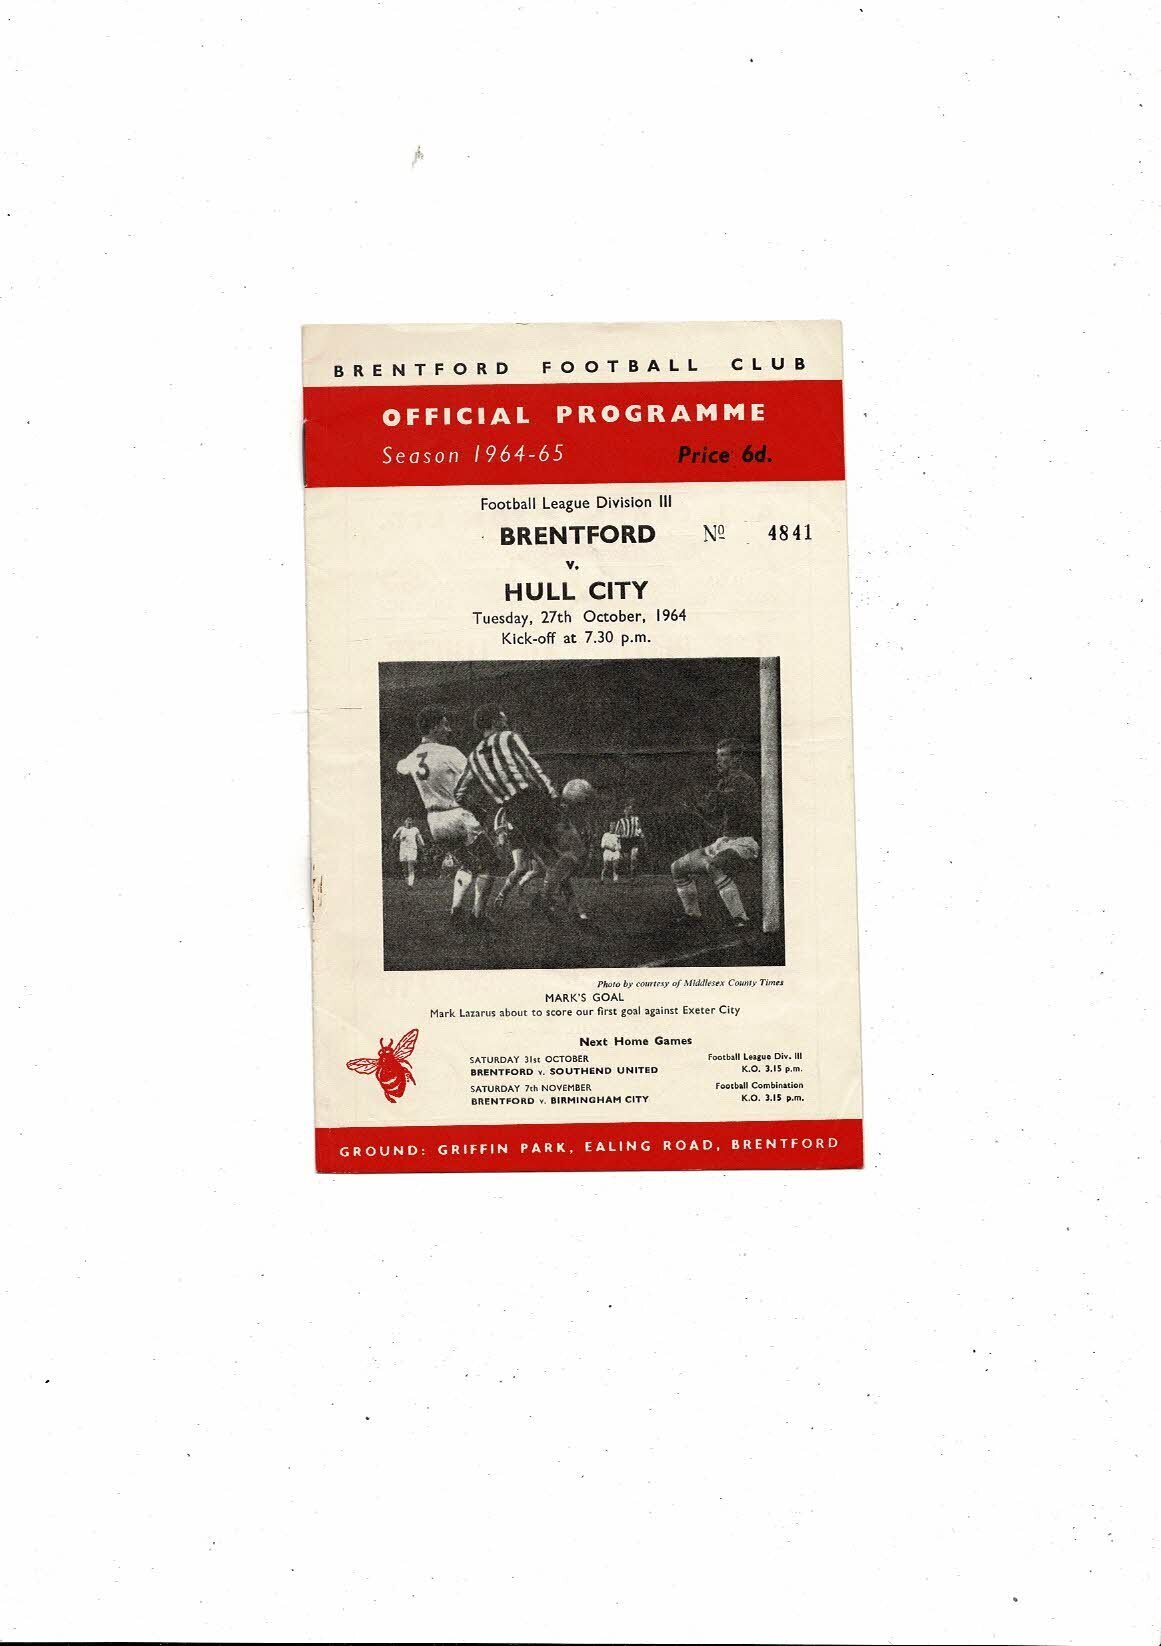 BRENTFORD FOOTBALL CLUB
OFFICIAL PROGRAMME
Season 1964-65 Price 6d.
Football League Division III
BRENTFORD Nº 4841
v.
HULL CITY
Tuesday, 27th October, 1964
Kick-off at 7.30 p.m.
3
Photo by courtesy of Middlesex County Times
MARK'S GOAL
Mark Lazarus about to score our first goal against Exeter City
Next Home Games
SATURDAY 31st OCTOBER Football League Div. III
BRENTFORD v. SOUTHEND UNITED K.O. 3.15 p.m.
SATURDAY 7th NOVEMBER Football Combination
BRENTFORD v. BIRMINGHAM CITY K.O. 3.15 p.m.
GROUND: GRIFFIN PARK, EALING ROAD, BRENTFORD